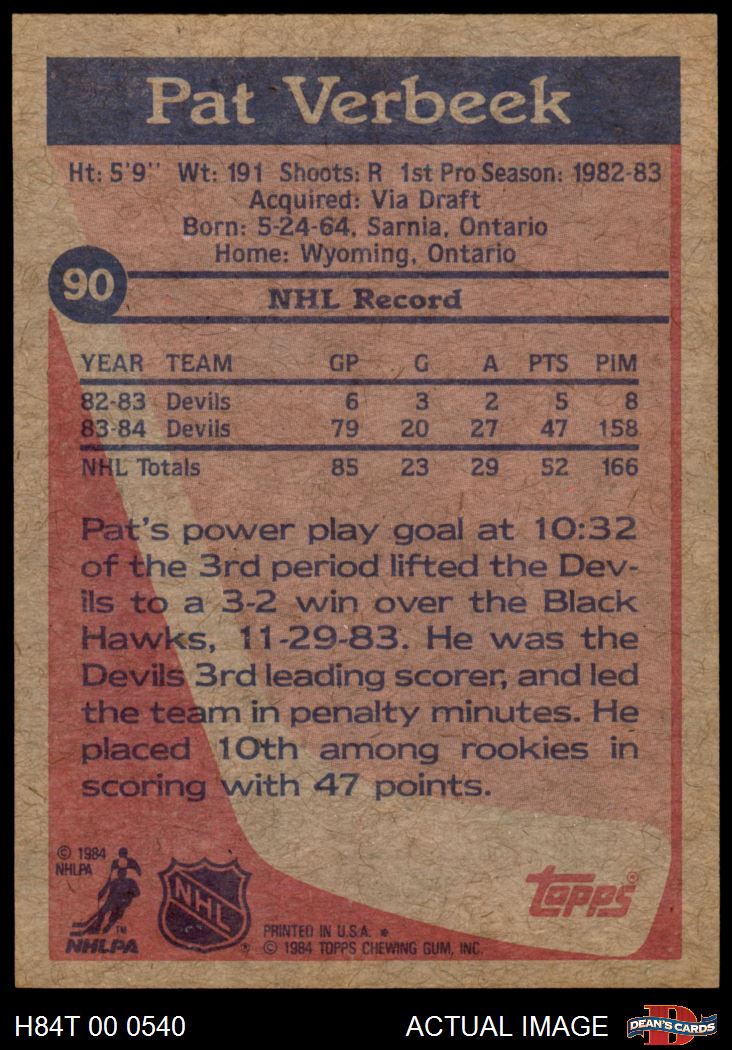 Pat Verbeek
Ht: 5'9" Wt: 191 Shoots: R 1st Pro Season: 1982-83
Acquired: Via Draft
Born: 5-24-64, Sarnia, Ontario
Home: Wyoming, Ontario
90
NHL Record
YEAR TEAM GP G A PTS PIM
82-83 Devils 6 3 2 5 8
83-84 Devils 79 20 27 47 158
NHL Totals 85 23 29 52 166
Pat's power play goal at 10:32
of the 3rd period lifted the Dev-
ils to a 3-2 win over the Black
Hawks, 11-29-83. He was the
Devils 3rd leading scorer, and led
the team in penalty minutes. He
placed 10th among rookies in
scoring with 47 points.
© 1984
NHLPA
TM
NHLPA
NHL
®
topps®
PRINTED IN U.S.A. *
© 1984 TOPPS CHEWING GUM, INC.
H84T 00 0540 ACTUAL IMAGE
D
DEAN'S CARDS